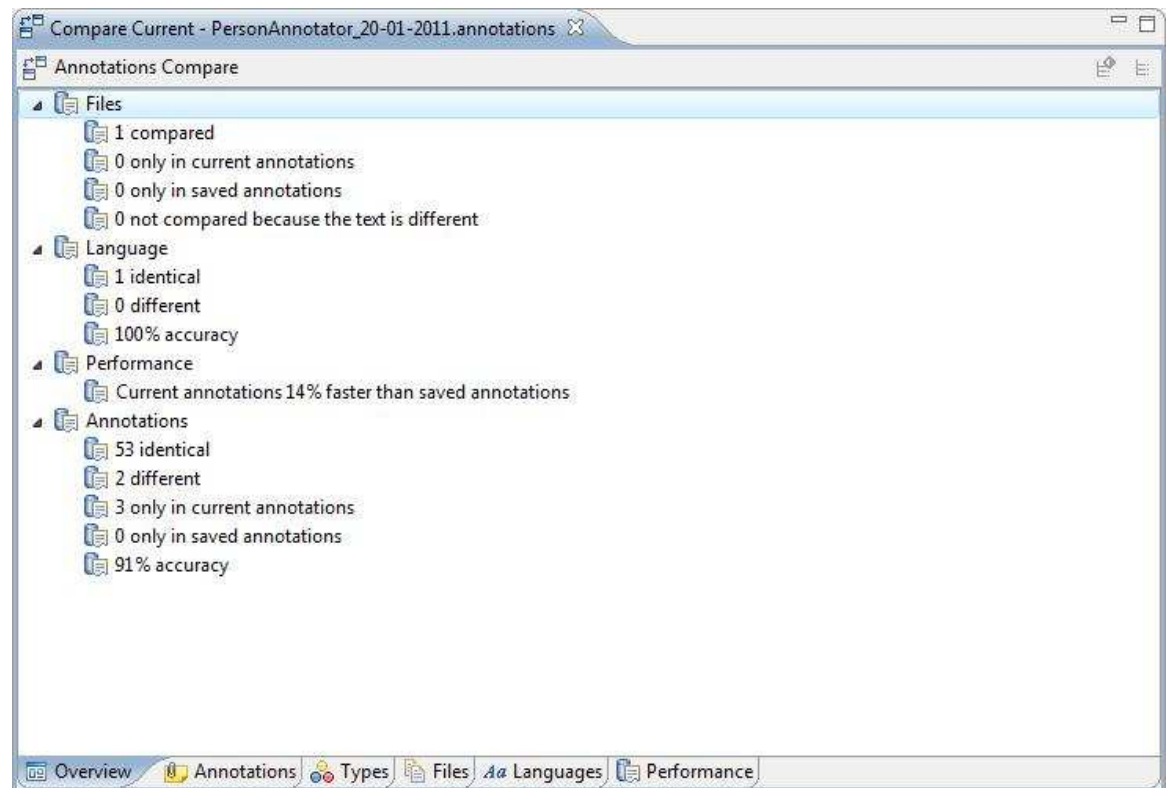 Compare Current - PersonAnnotator_20-01-2011.annotations
Annotations Compare
Files
1 compared
0 only in current annotations
0 only in saved annotations
0 not compared because the text is different
Language
1 identical
0 different
100% accuracy
Performance
Current annotations 14% faster than saved annotations
Annotations
53 identical
2 different
3 only in current annotations
0 only in saved annotations
91% accuracy
Overview Annotations Types Files Aa Languages Performance